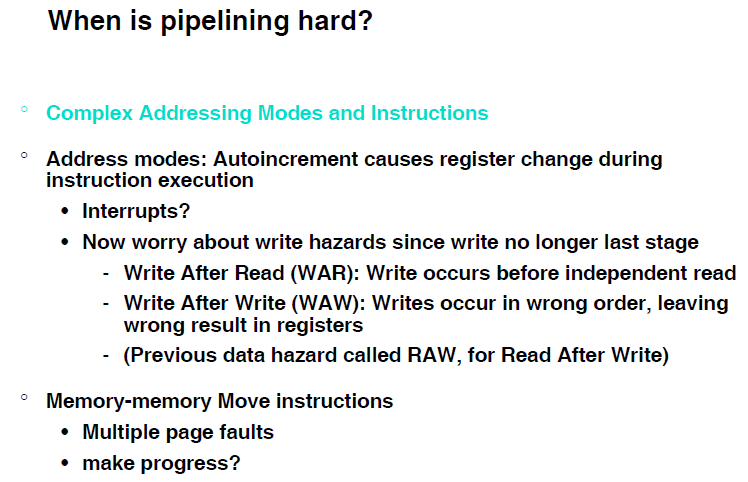 When is pipelining hard?
○ Complex Addressing Modes and Instructions
○ Address modes: Autoincrement causes register change during
instruction execution
• Interrupts?
• Now worry about write hazards since write no longer last stage
- Write After Read (WAR): Write occurs before independent read
- Write After Write (WAW): Writes occur in wrong order, leaving
wrong result in registers
- (Previous data hazard called RAW, for Read After Write)
○ Memory-memory Move instructions
• Multiple page faults
• make progress?